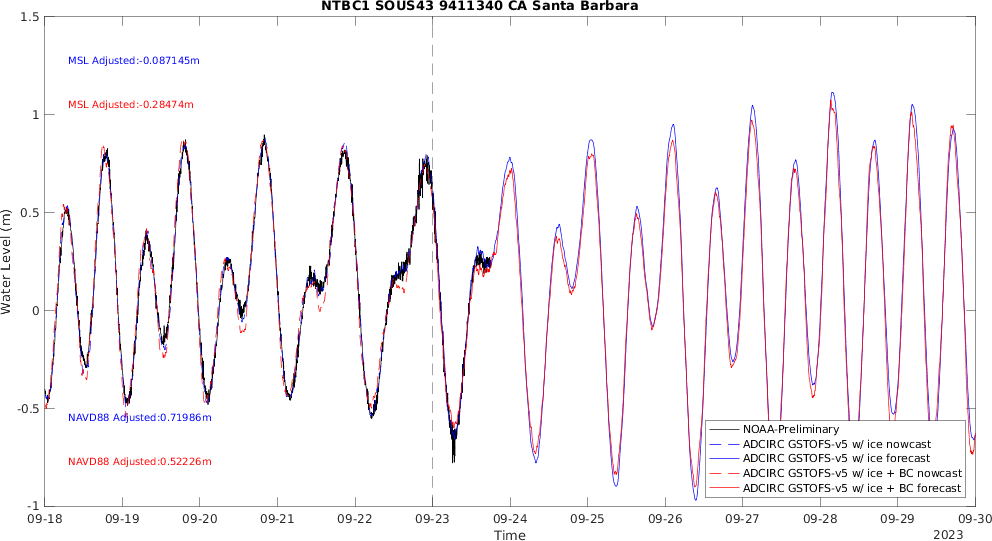 NTBC1 SOUS43 9411340 CA Santa Barbara
1.5
1
0.5
0
-0.5
-1
Water Level (m)
MSL Adjusted:-0.087145m
MSL Adjusted:-0.28474m
NAVD88 Adjusted:0.71986m
NAVD88 Adjusted:0.52226m
NOAA-Preliminary
ADCIRC GSTOFS-v5 w/ ice nowcast
ADCIRC GSTOFS-v5 w/ ice forecast
ADCIRC GSTOFS-v5 w/ ice + BC nowcast
ADCIRC GSTOFS-v5 w/ ice + BC forecast
09-18 09-19 09-20 09-21 09-22 09-23 09-24 09-25 09-26 09-27 09-28 09-29 09-30
Time
2023